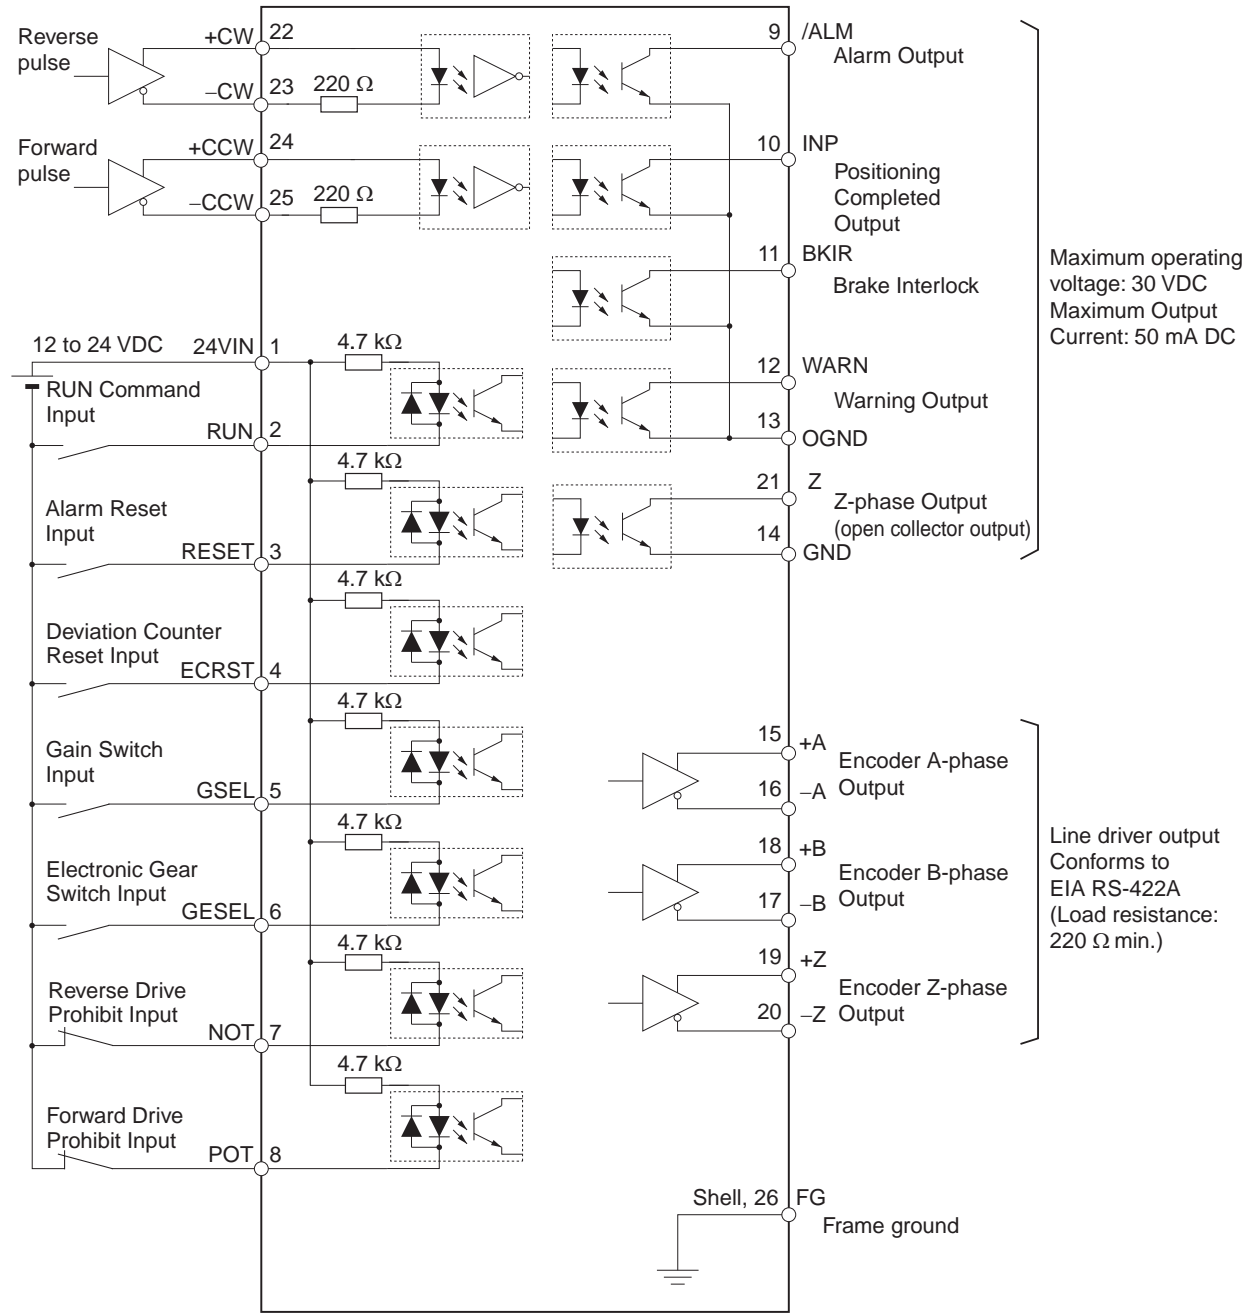 Reverse
pulse
+CW
22
−CW
23
220 Ω
Forward
pulse
+CCW
24
−CCW
25
220 Ω
12 to 24 VDC
24VIN
1
4.7 kΩ
RUN Command
Input
RUN
2
4.7 kΩ
Alarm Reset
Input
RESET
3
4.7 kΩ
Deviation Counter
Reset Input
ECRST
4
4.7 kΩ
Gain Switch
Input
GSEL
5
4.7 kΩ
Electronic Gear
Switch Input
GESEL
6
4.7 kΩ
Reverse Drive
Prohibit Input
NOT
7
4.7 kΩ
Forward Drive
Prohibit Input
POT
8
9
/ALM
Alarm Output
10
INP
Positioning
Completed
Output
11
BKIR
Brake Interlock
12
WARN
Warning Output
13
OGND
21
Z
Z-phase Output
(open collector output)
14
GND
Maximum operating
voltage: 30 VDC
Maximum Output
Current: 50 mA DC
15
+A
Encoder A-phase
Output
16
−A
18
+B
Encoder B-phase
Output
17
−B
19
+Z
Encoder Z-phase
Output
20
−Z
Line driver output
Conforms to
EIA RS-422A
(Load resistance:
220 Ω min.)
Shell, 26
FG
Frame ground